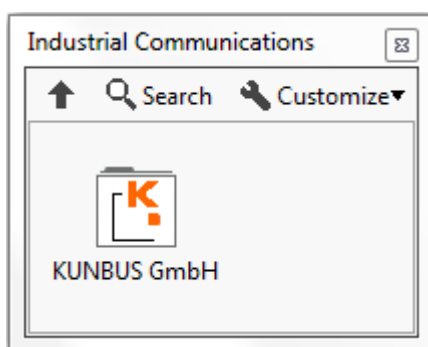 Industrial Communications
Search Customize
K
KUNBUS GmbH